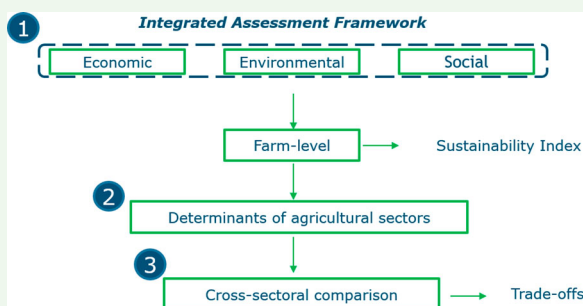 Integrated Assessment Framework
1
Economic
Environmental
Social
Farm-level
Sustainability Index
2
Determinants of agricultural sectors
3
Cross-sectoral comparison
Trade-offs